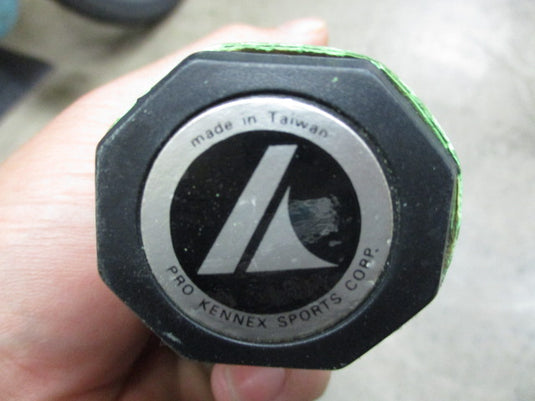 made in Taiwan
PRO KENNEX SPORTS CORP.